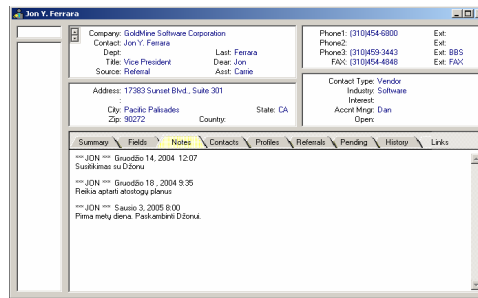 Jon Y. Ferrara
Company: GoldMine Software Corporation
Contact: Jon Y. Ferrara
Dept: Last: Ferrara
Title: Vice President Dear: Jon
Source: Referral Asst: Carrie
Phone1: (310)454-6800 Ext:
Phone2: Ext:
Phone3: (310)459-3443 Ext: BBS
FAX: (310)454-4848 Ext: FAX
Address: 17383 Sunset Blvd., Suite 301
:
City: Pacific Palisades State: CA
Zip: 90272 Country:
Contact Type: Vendor
Industry: Software
Interest:
Accnt Mngr: Dan
Open:
Summary Fields Notes Contacts Profiles Referrals Pending History Links
*** JON *** Gruodžio 14, 2004 12:07
Susitikimas su Džonu
*** JON *** Gruodžio 18 , 2004 9:35
Reikia aptarti atostogų planus
*** JON *** Sausio 3, 2005 8:00
Pirma metų diena. Paskambinti Džonui.